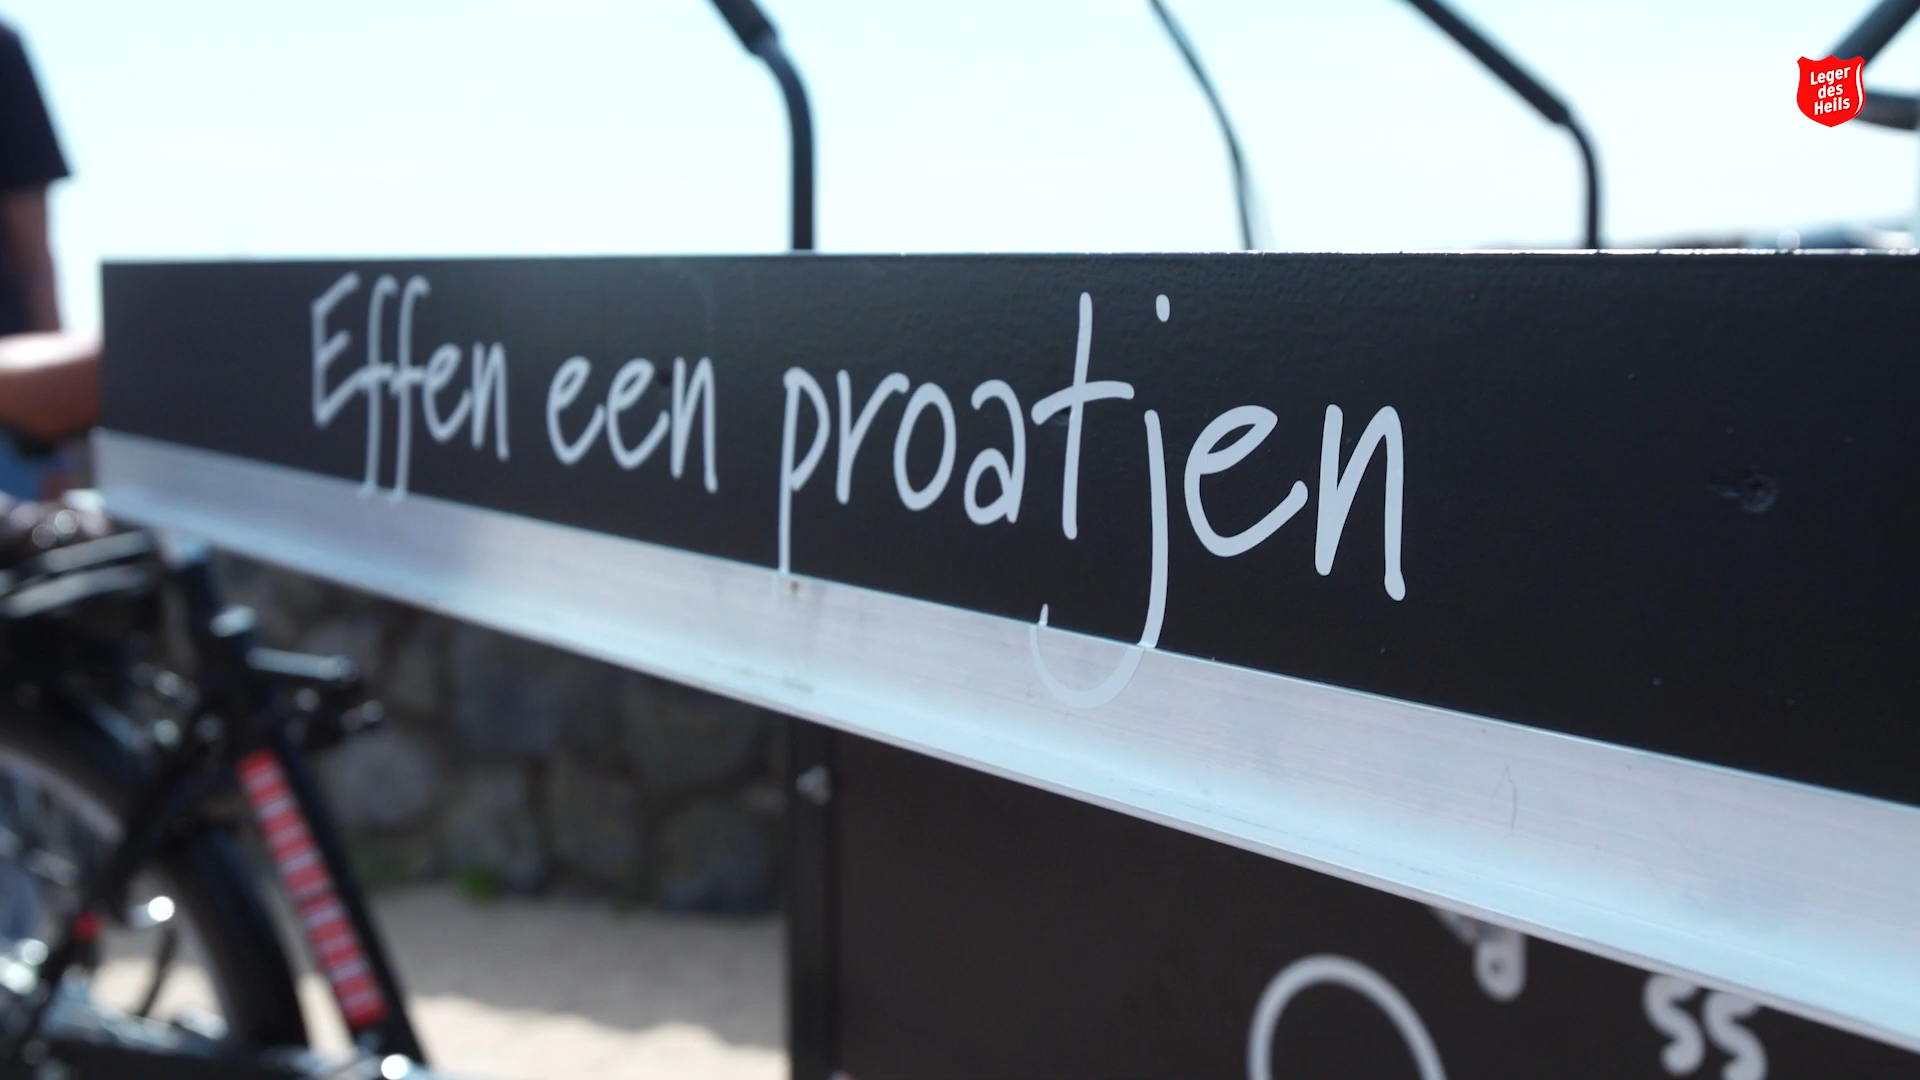 Leger
des
Heils
Effen een proatjen